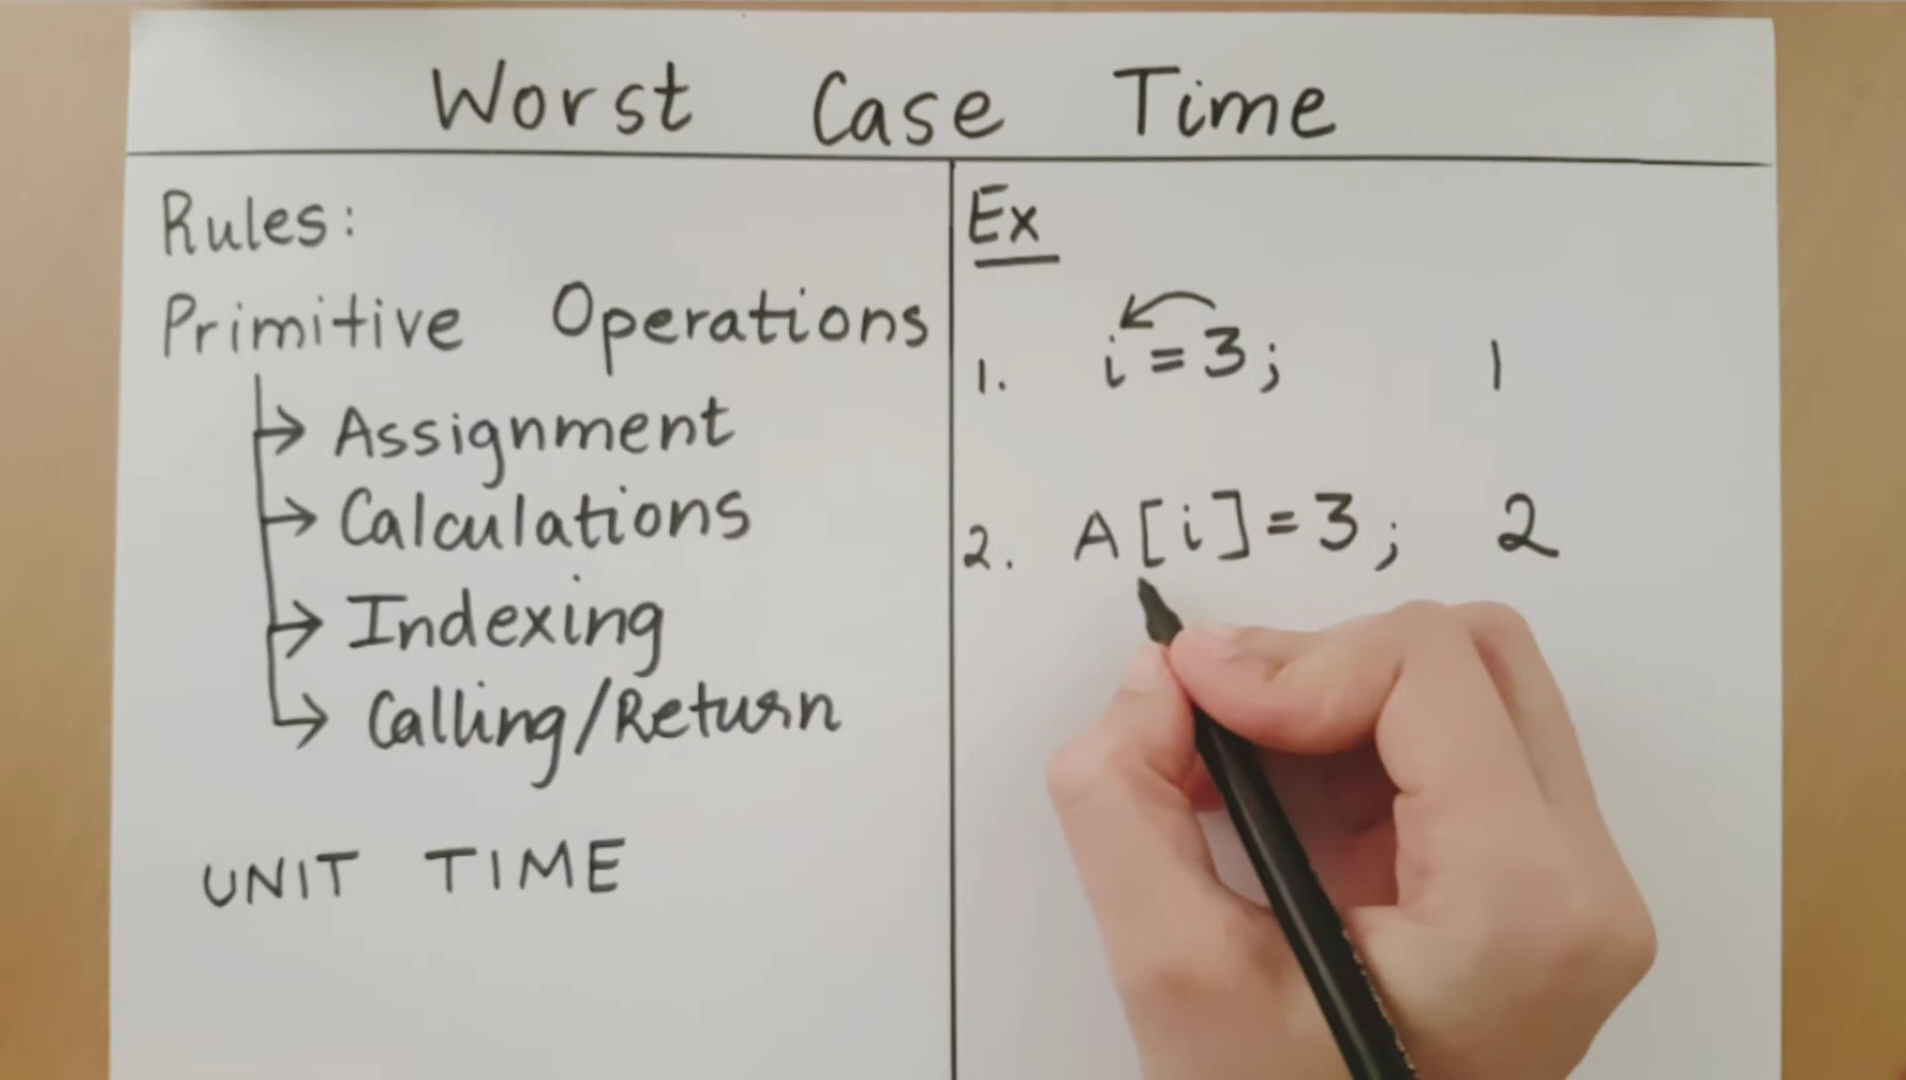 Worst Case Time
Rules:
Primitive Operations
→ Assignment
→ Calculations
→ Indexing
→ Calling/Return
UNIT TIME
Ex
1. i = 3; 1
2. A[i] = 3; 2